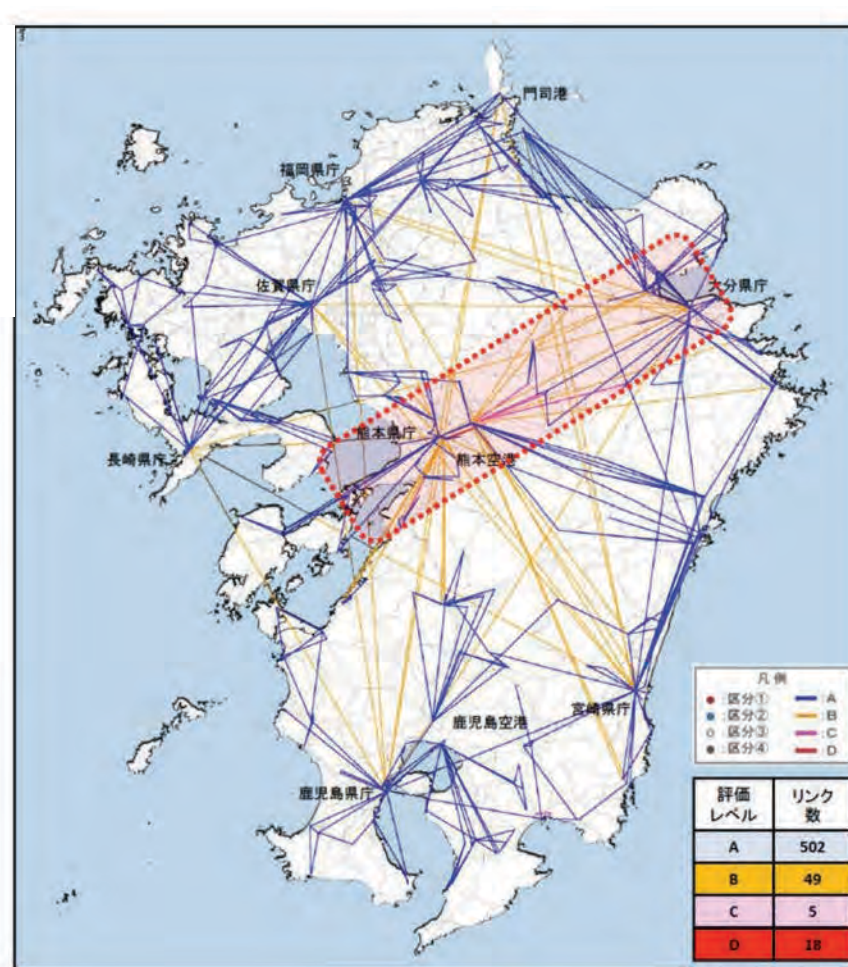 門司港
福岡県庁
佐賀県庁
大分県庁
熊本県庁
長崎県庁
熊本空港
宮崎県庁
鹿児島空港
鹿児島県庁
凡例
:区分① :A
:区分② :B
:区分③ :C
:区分④ :D
評価レベル リンク数
A 502
B 49
C 5
D 18